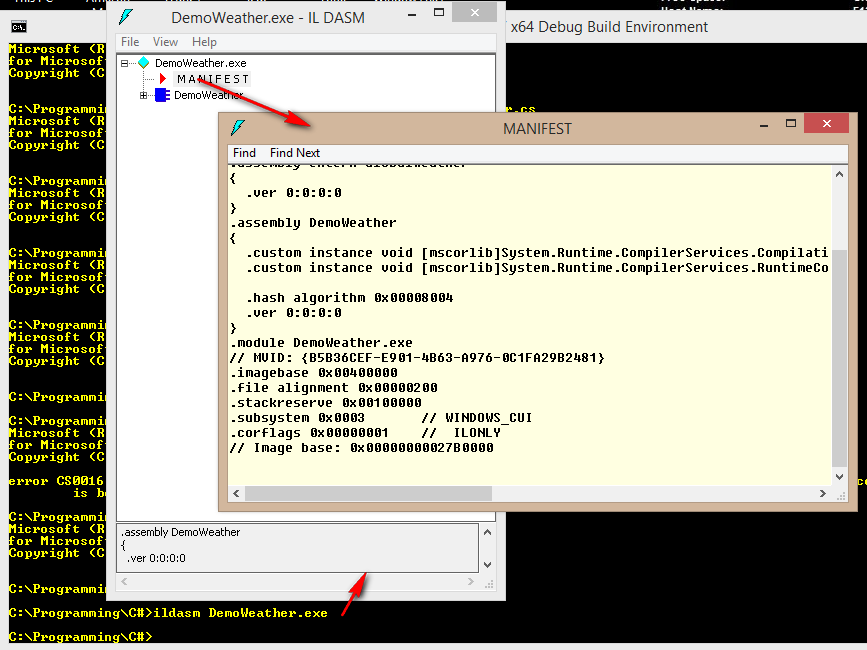 DemoWeather.exe - IL DASM
x64 Debug Build Environment
File View Help
DemoWeather.exe
MANIFEST
DemoWeather
Microsoft (R
for Microsof
Copyright (C
C:\Programmi
Microsoft (R
for Microsof
Copyright (C
C:\Programmi
Microsoft (R
for Microsof
Copyright (C
C:\Programmi
Microsoft (R
for Microsof
Copyright (C
C:\Programmi
Microsoft (R
for Microsof
Copyright (C
C:\Programmi
C:\Programmi
Microsoft (R
for Microsof
Copyright (C
error CS0016
is be
C:\Programmi
Microsoft (R
for Microsof
Copyright (C
C:\Programmi
r.cs
MANIFEST
Find Find Next
.assembly extern GlobalWeather
{
.ver 0:0:0:0
}
.assembly DemoWeather
{
.custom instance void [mscorlib]System.Runtime.CompilerServices.Compilati
.custom instance void [mscorlib]System.Runtime.CompilerServices.RuntimeCo
.hash algorithm 0x00008004
.ver 0:0:0:0
}
.module DemoWeather.exe
// MVID: {B5B36CEF-E901-4B63-A976-0C1FA29B2481}
.imagebase 0x00400000
.file alignment 0x00000200
.stackreserve 0x00100000
.subsystem 0x0003 // WINDOWS_CUI
.corflags 0x00000001 // ILONLY
// Image base: 0x00000000027B0000
.assembly DemoWeather
{
.ver 0:0:0:0
C:\Programming\C#>ildasm DemoWeather.exe
C:\Programming\C#>